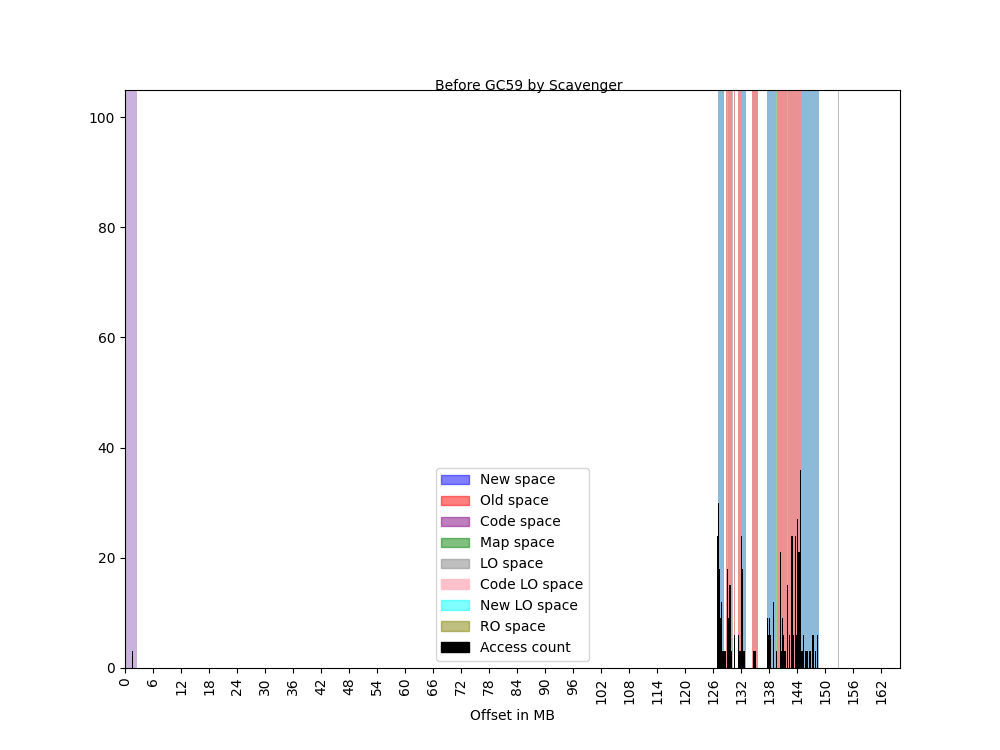 Before GC59 by Scavenger
100
80
60
40
20
0
New space
Old space
Code space
Map space
LO space
Code LO space
New LO space
RO space
Access count
0 6 12 18 24 30 36 42 48 54 60 66 72 78 84 90 96 102 108 114 120 126 132 138 144 150 156 162
Offset in MB